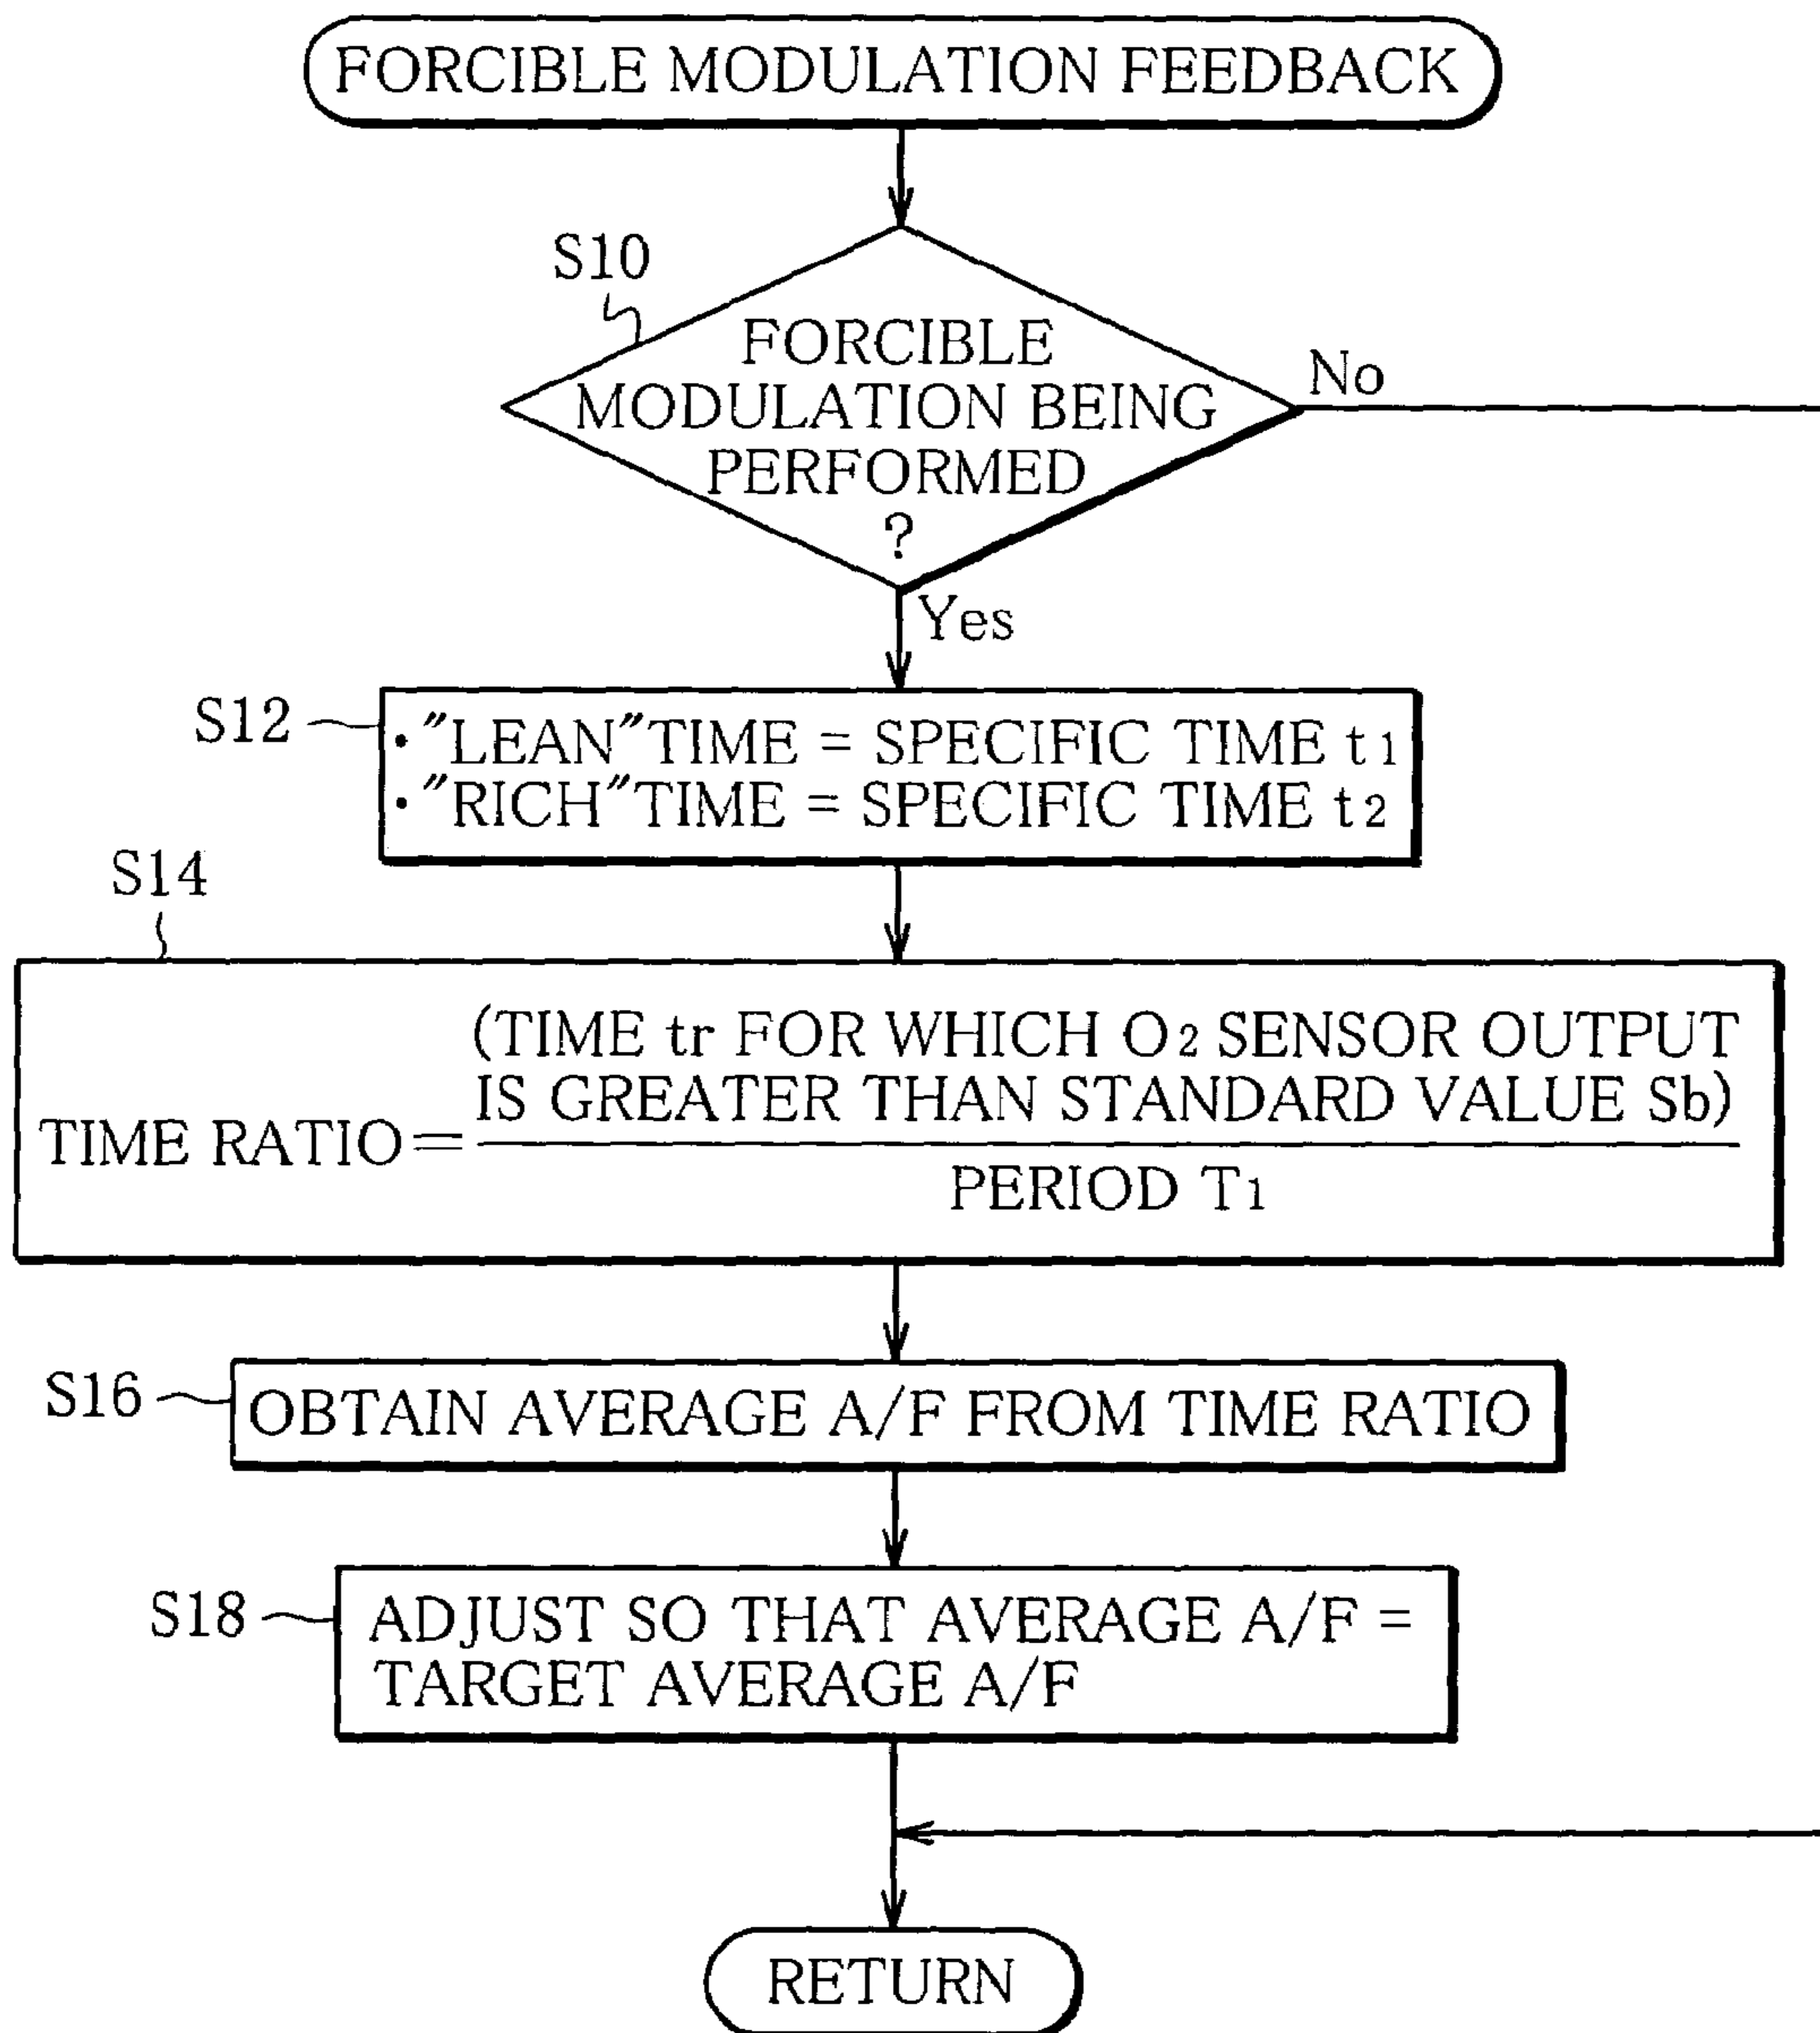 FORCIBLE MODULATION FEEDBACK
S10
FORCIBLE
MODULATION BEING
PERFORMED
?
No
Yes
S12
· "LEAN" TIME = SPECIFIC TIME t1
· "RICH" TIME = SPECIFIC TIME t2
S14
(TIME tr FOR WHICH O2 SENSOR OUTPUT
IS GREATER THAN STANDARD VALUE Sb)
TIME RATIO =
PERIOD T1
S16
OBTAIN AVERAGE A/F FROM TIME RATIO
S18
ADJUST SO THAT AVERAGE A/F =
TARGET AVERAGE A/F
RETURN